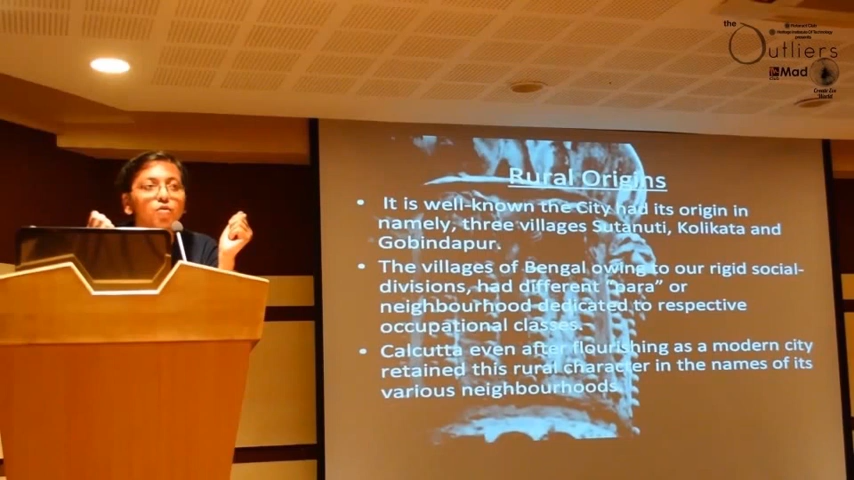 the
Outliers
Mad
Create Eco
World
Rural Origins
• It is well-known the City had its origin in
namely, three villages Sutanuti, Kolikata and
Gobindapur.
• The villages of Bengal owing to our rigid social-
divisions, had different "para" or
neighbourhood dedicated to respective
occupational classes.
• Calcutta even after flourishing as a modern city
retained this rural character in the names of its
various neighbourhoods.